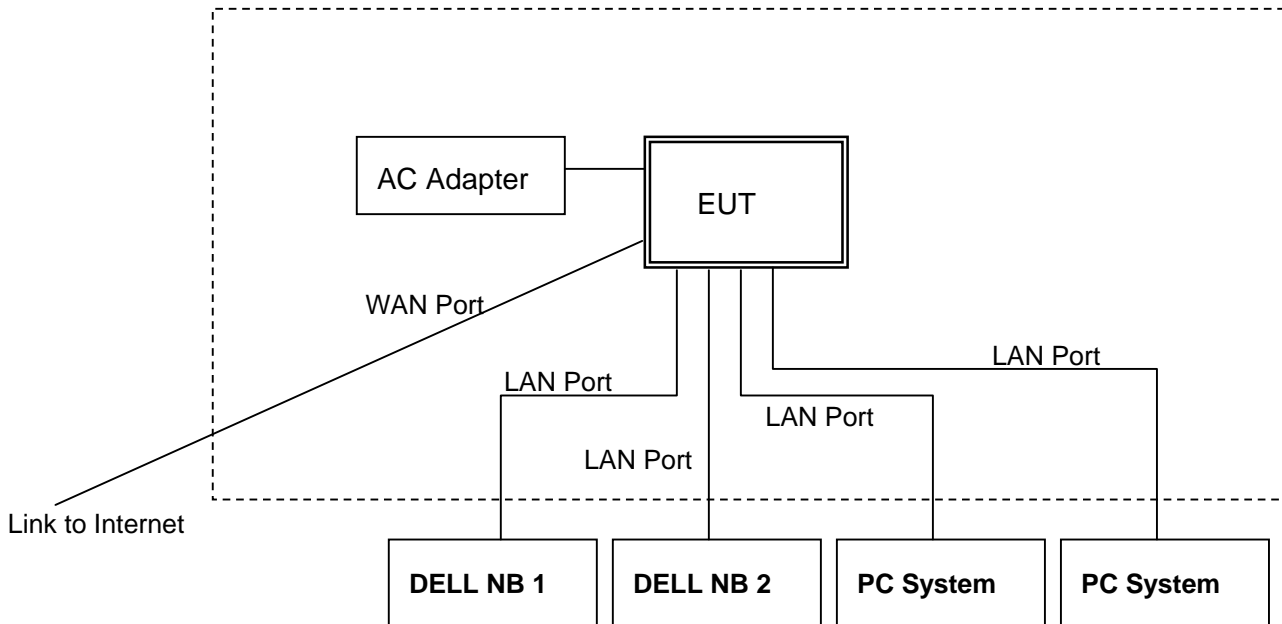 AC Adapter
EUT
WAN Port
LAN Port
LAN Port
LAN Port
LAN Port
Link to Internet
DELL NB 1
DELL NB 2
PC System
PC System